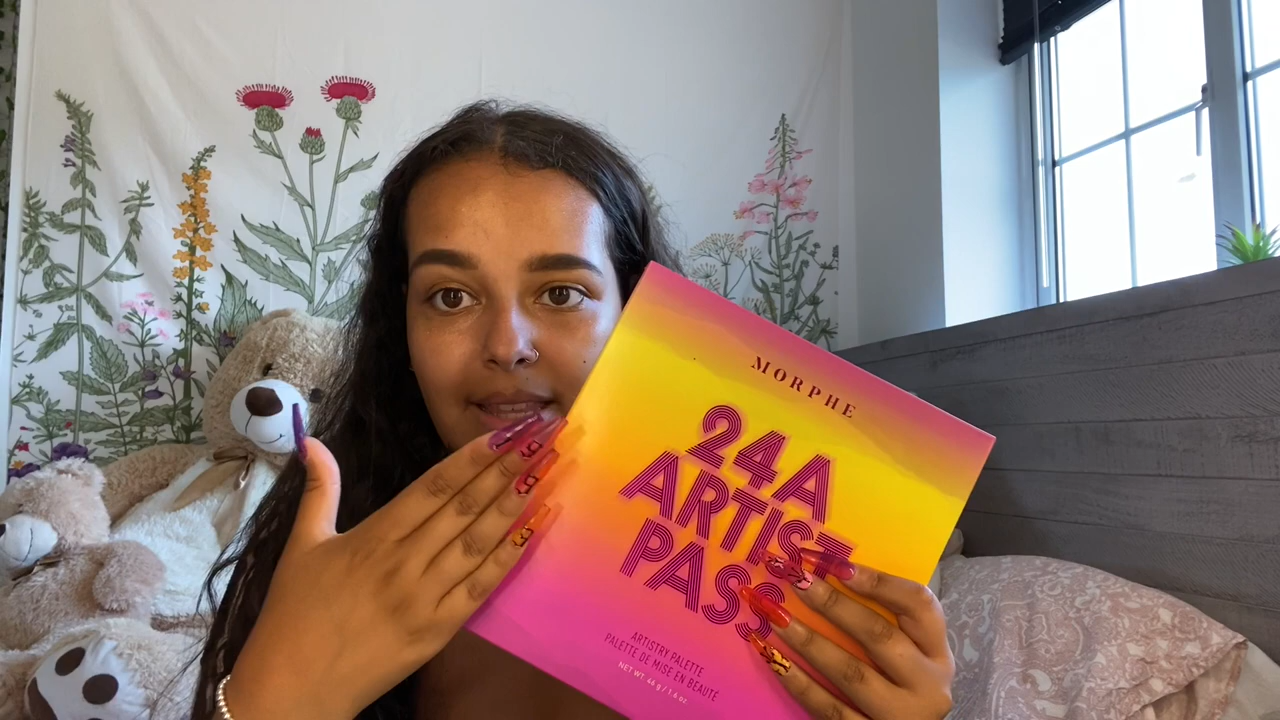 MORPHE
24A
ARTIST
PASS
ARTISTRY PALETTE
PALETTE DE MISE EN BEAUTÉ
NET WT. 46 g / 1.6 oz.